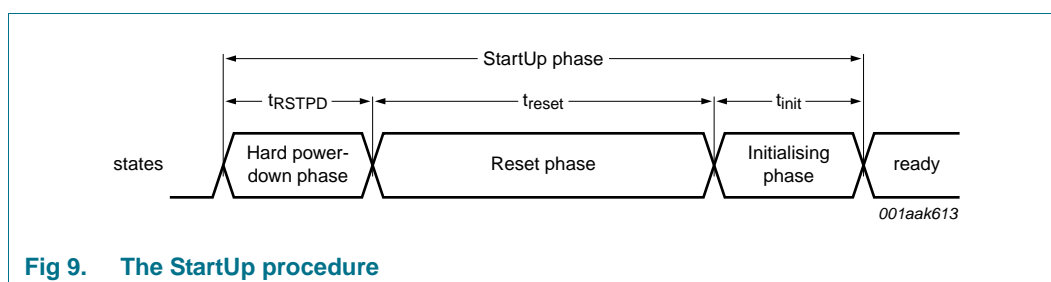 StartUp phase
tRSTPD
treset
tinit
states
Hard power-
down phase
Reset phase
Initialising
phase
ready
001aak613
Fig 9. The StartUp procedure